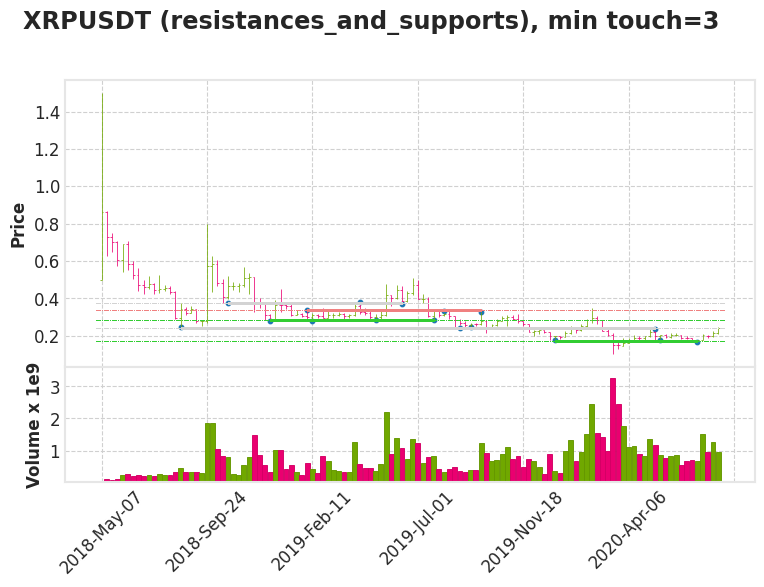 XRPUSDT (resistances_and_supports), min touch=3
Price
1.4
1.2
1.0
0.8
0.6
0.4
0.2
Volume x 1e9
3
2
1
2018-May-07
2018-Sep-24
2019-Feb-11
2019-Jul-01
2019-Nov-18
2020-Apr-06